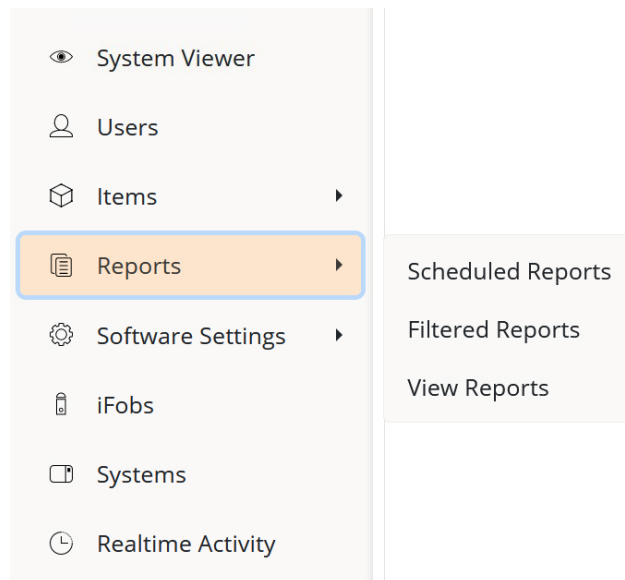 System Viewer
Users
Items
Reports
Software Settings
iFobs
Systems
Realtime Activity
Scheduled Reports
Filtered Reports
View Reports